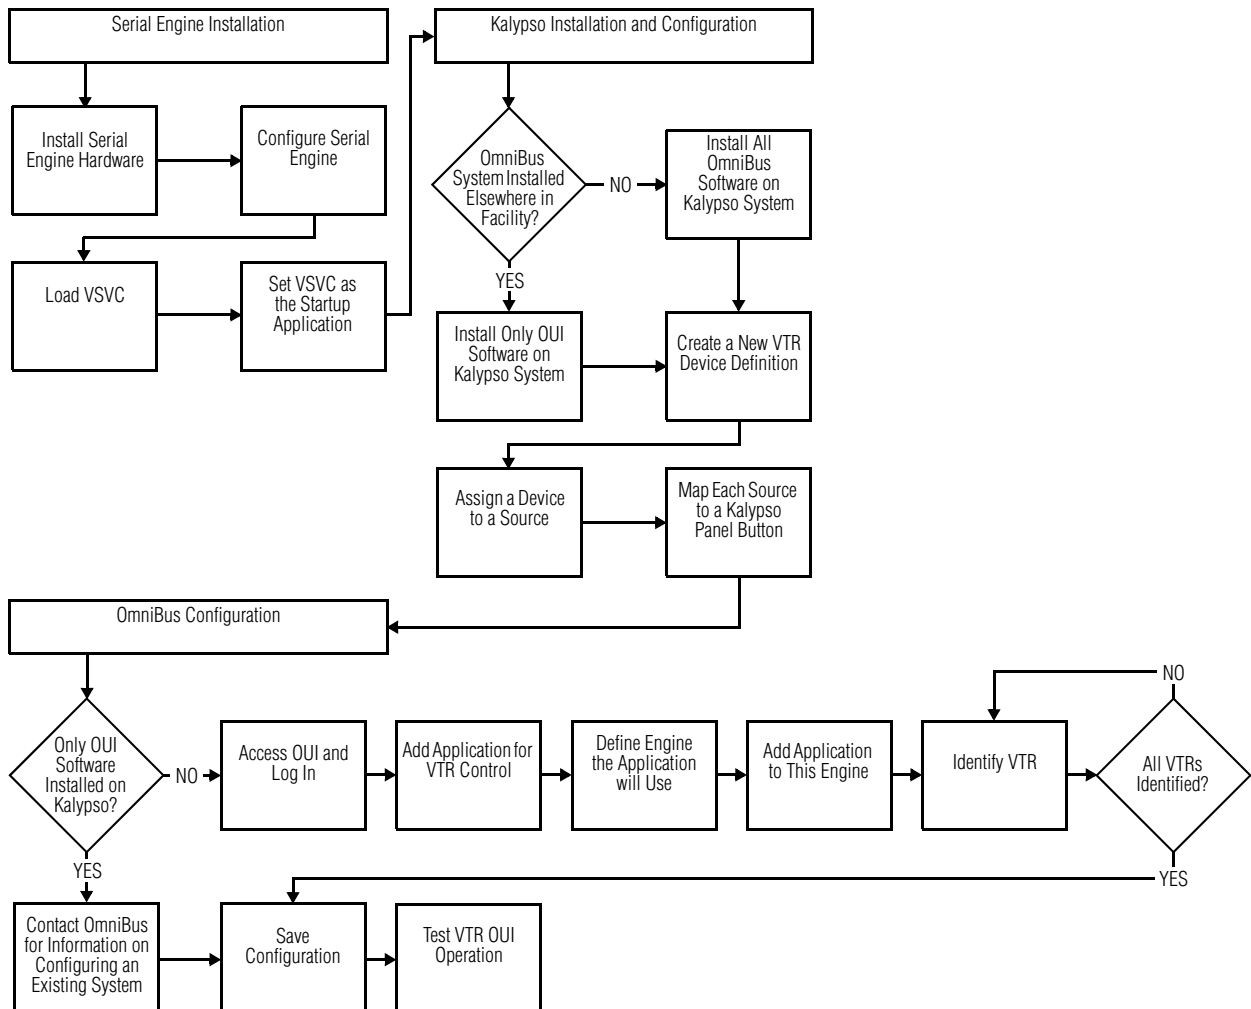 Serial Engine Installation
Kalypso Installation and Configuration
Install Serial
Engine Hardware
Configure Serial
Engine
OmniBus
System Installed
Elsewhere in
Facility?
NO
Install All
OmniBus
Software on
Kalypso System
YES
Load VSVC
Set VSVC as
the Startup
Application
Install Only OUI
Software on
Kalypso System
Create a New VTR
Device Definition
Assign a Device
to a Source
Map Each Source
to a Kalypso
Panel Button
OmniBus Configuration
Only OUI
Software
Installed on
Kalypso?
NO
Access OUI and
Log In
Add Application for
VTR Control
Define Engine
the Application
will Use
Add Application
to This Engine
Identify VTR
NO
All VTRs
Identified?
YES
YES
Contact OmniBus
for Information on
Configuring an
Existing System
Save
Configuration
Test VTR OUI
Operation